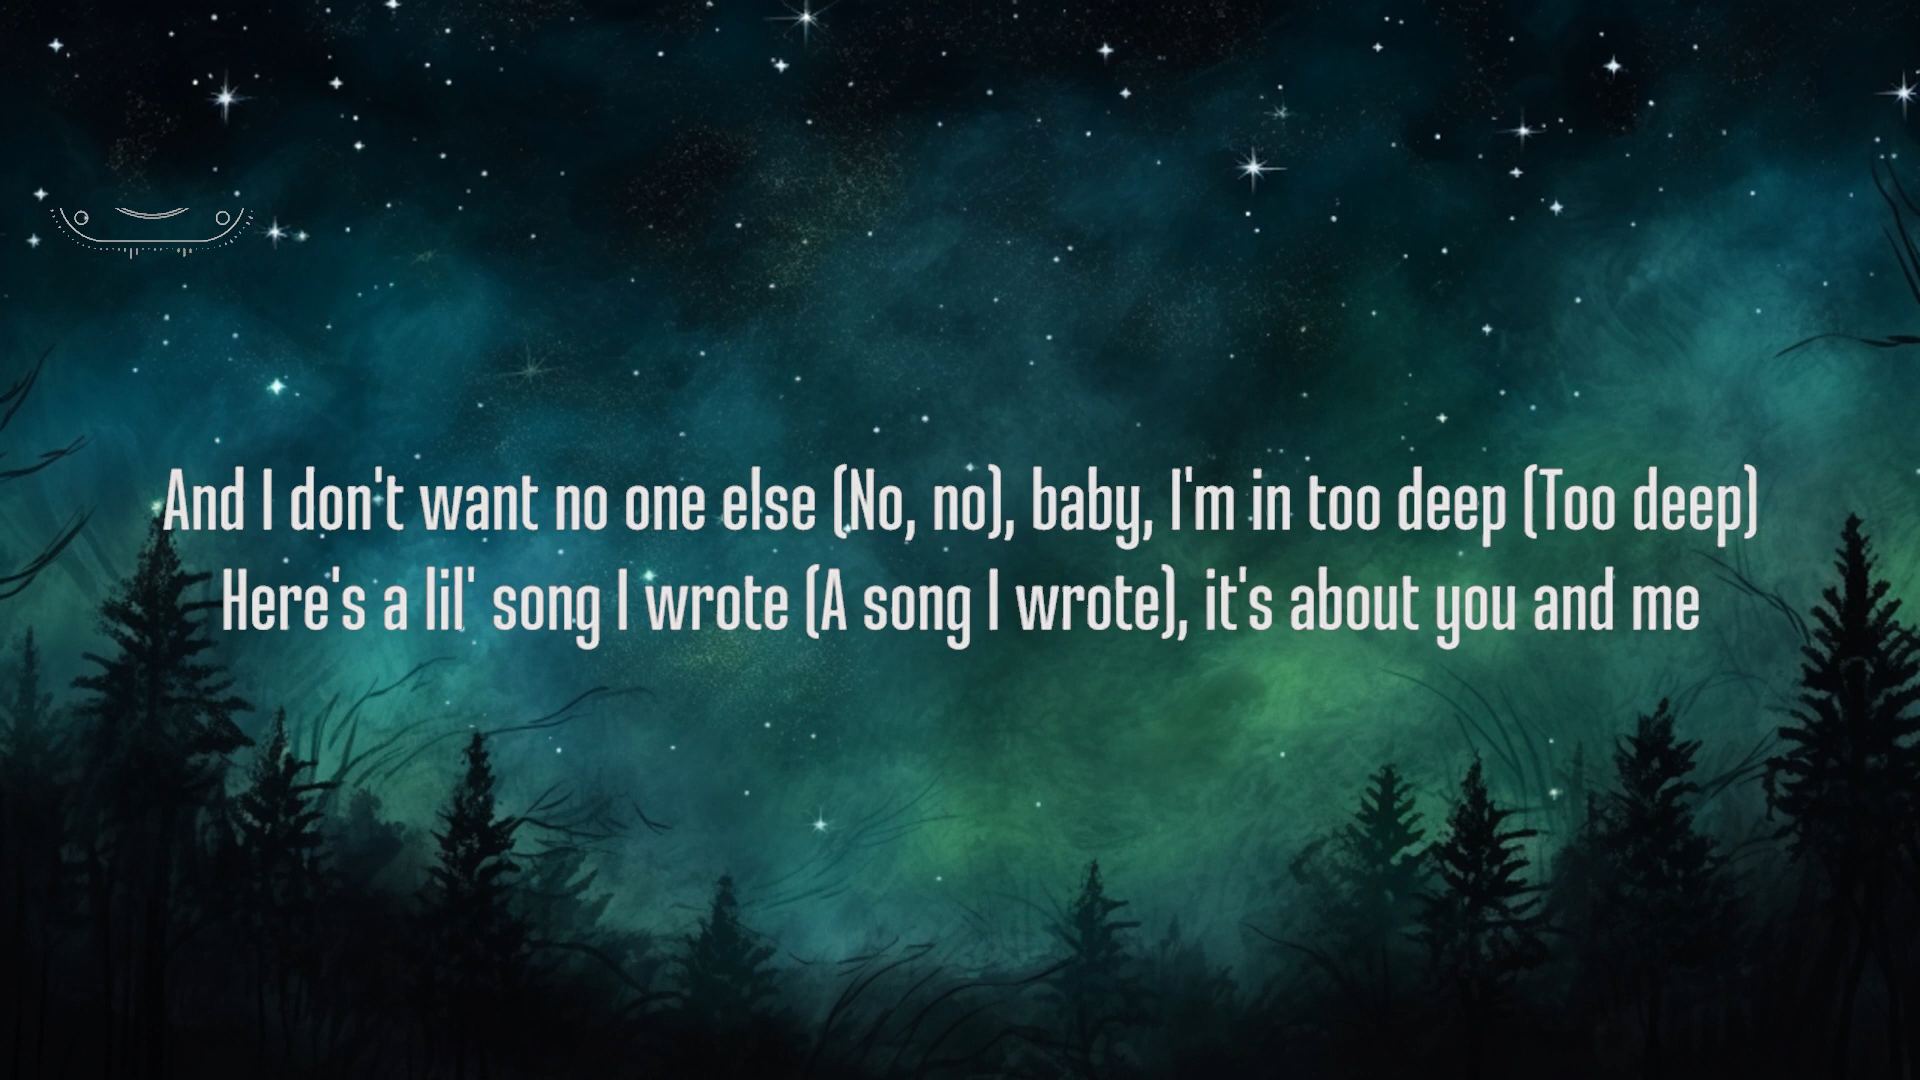 And I don't want no one else (No, no), baby, I'm in too deep (Too deep)
Here's a lil' song I wrote (A song I wrote), it's about you and me